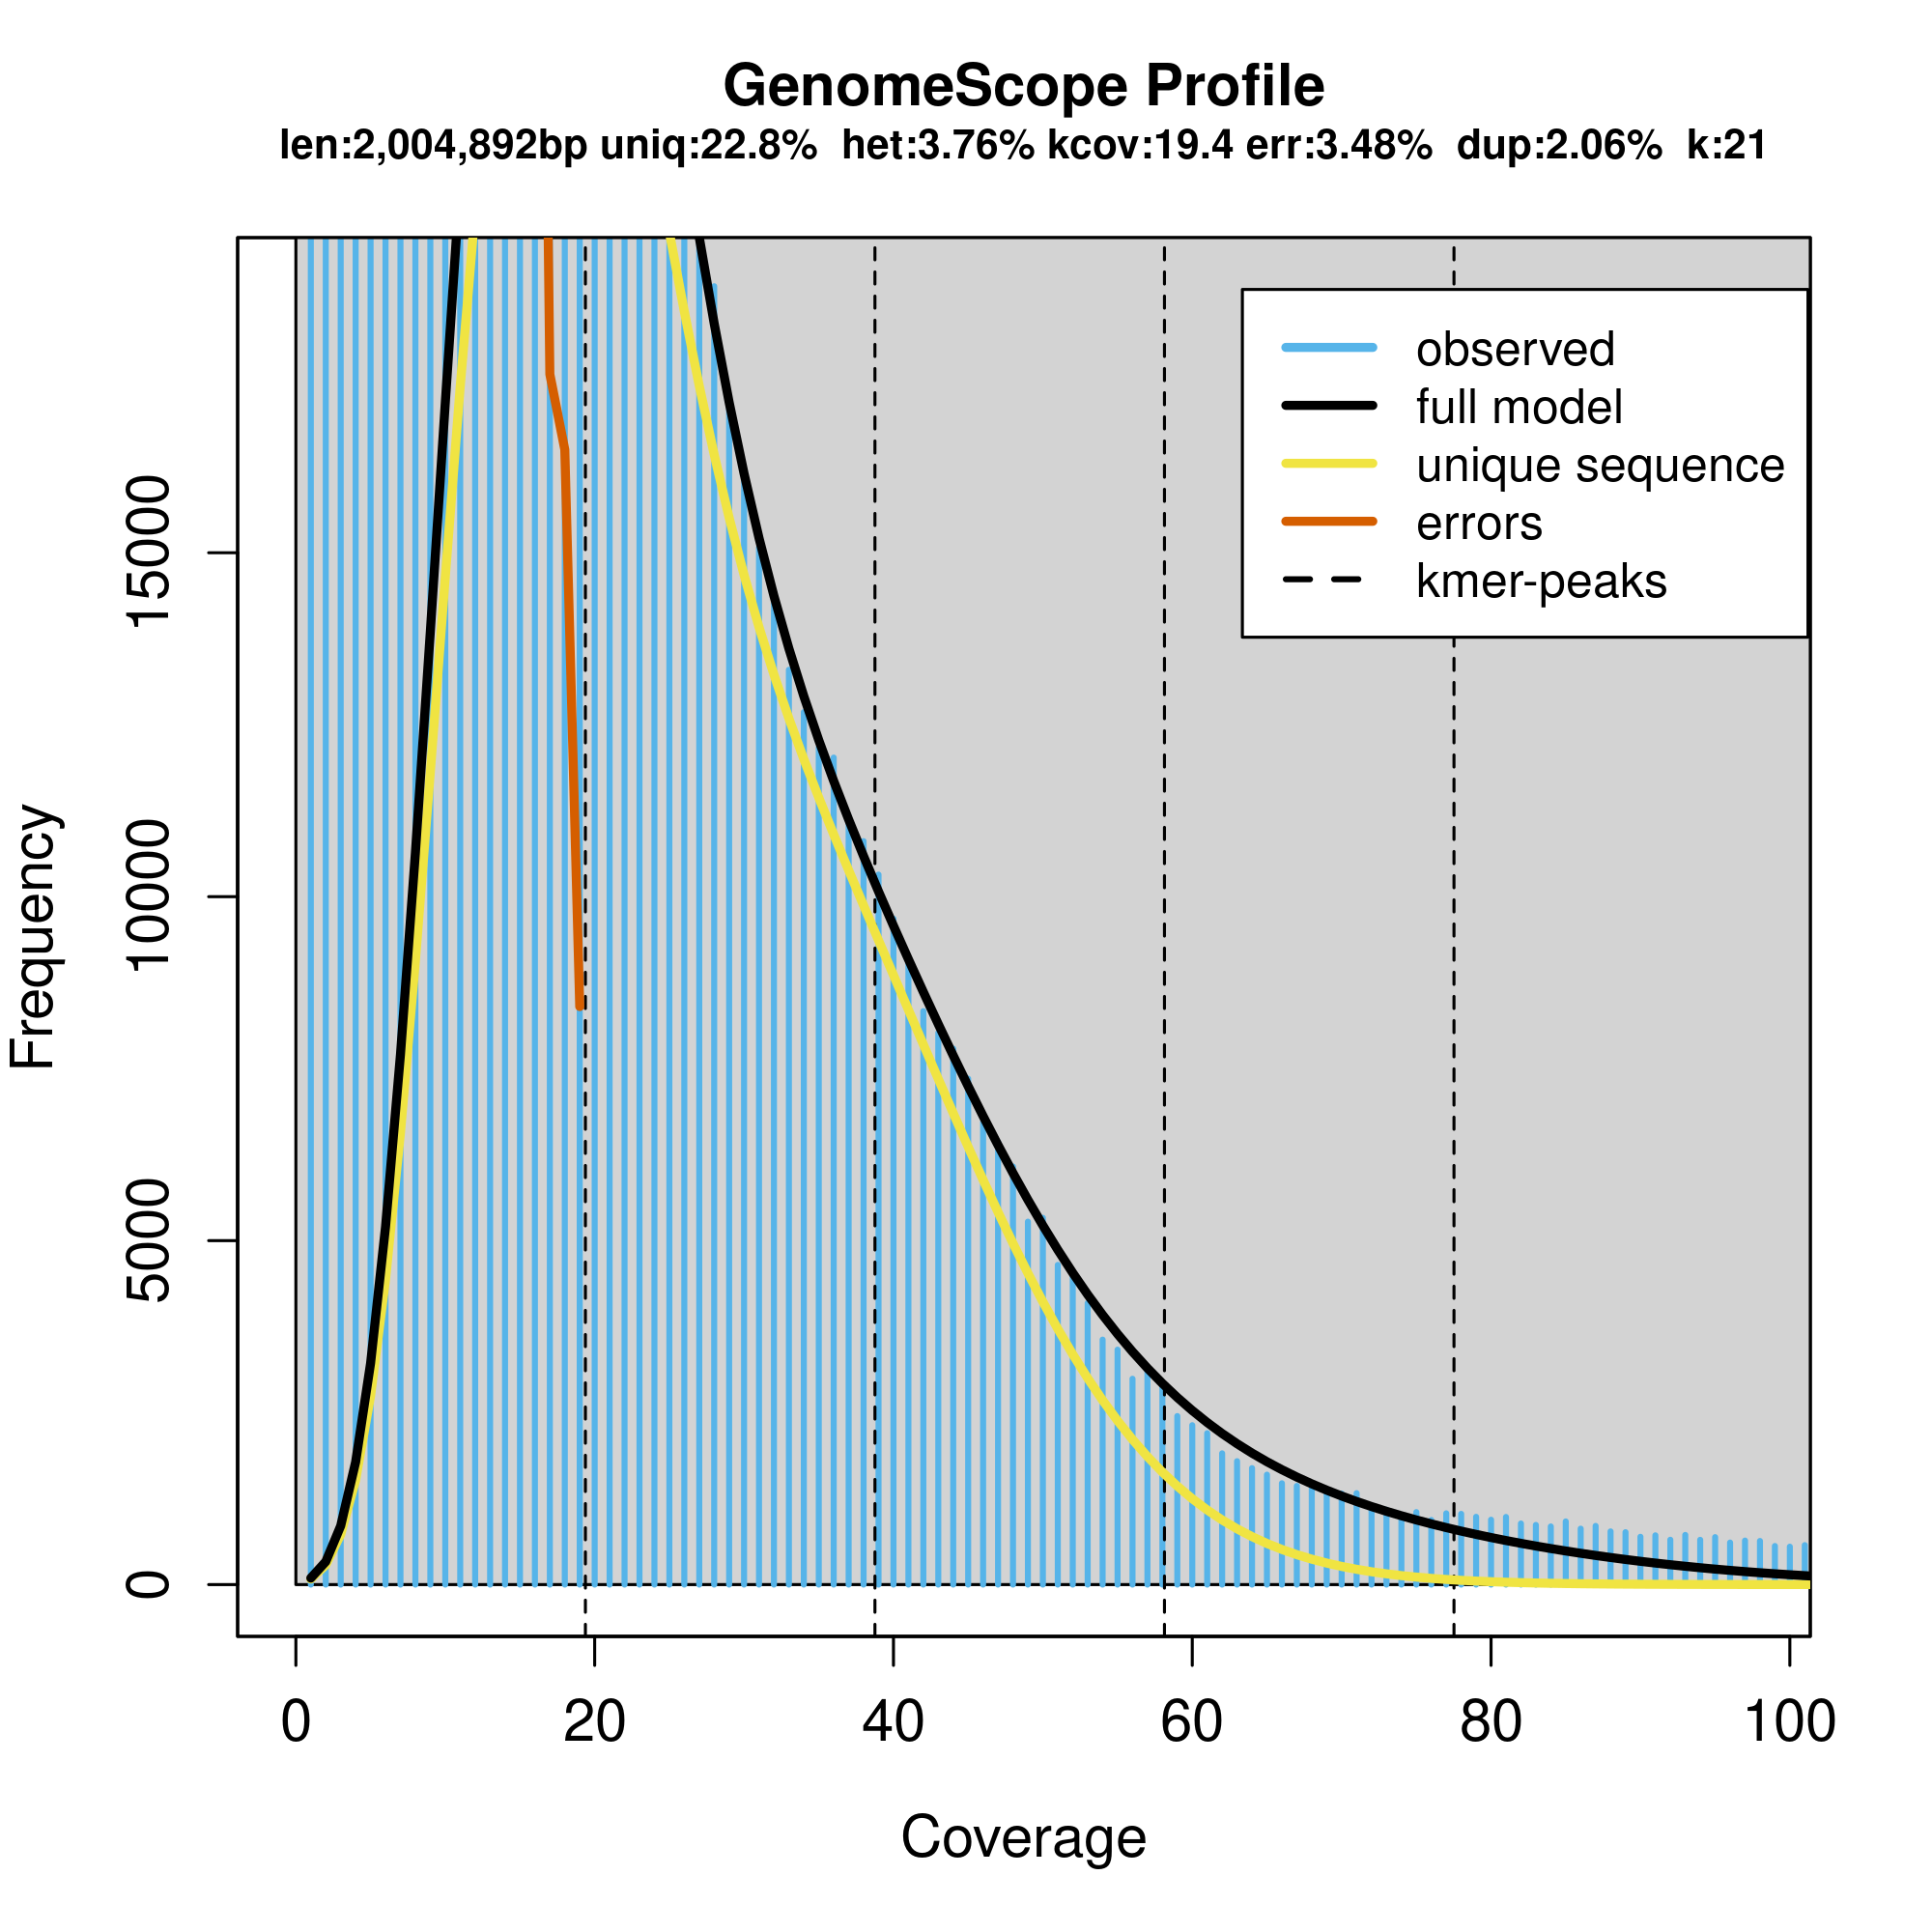 GenomeScope Profile
len:2,004,892bp uniq:22.8% het:3.76% kcov:19.4 err:3.48% dup:2.06% k:21
observed
full model
unique sequence
errors
kmer-peaks
Frequency
15000
10000
5000
0
0 20 40 60 80 100
Coverage